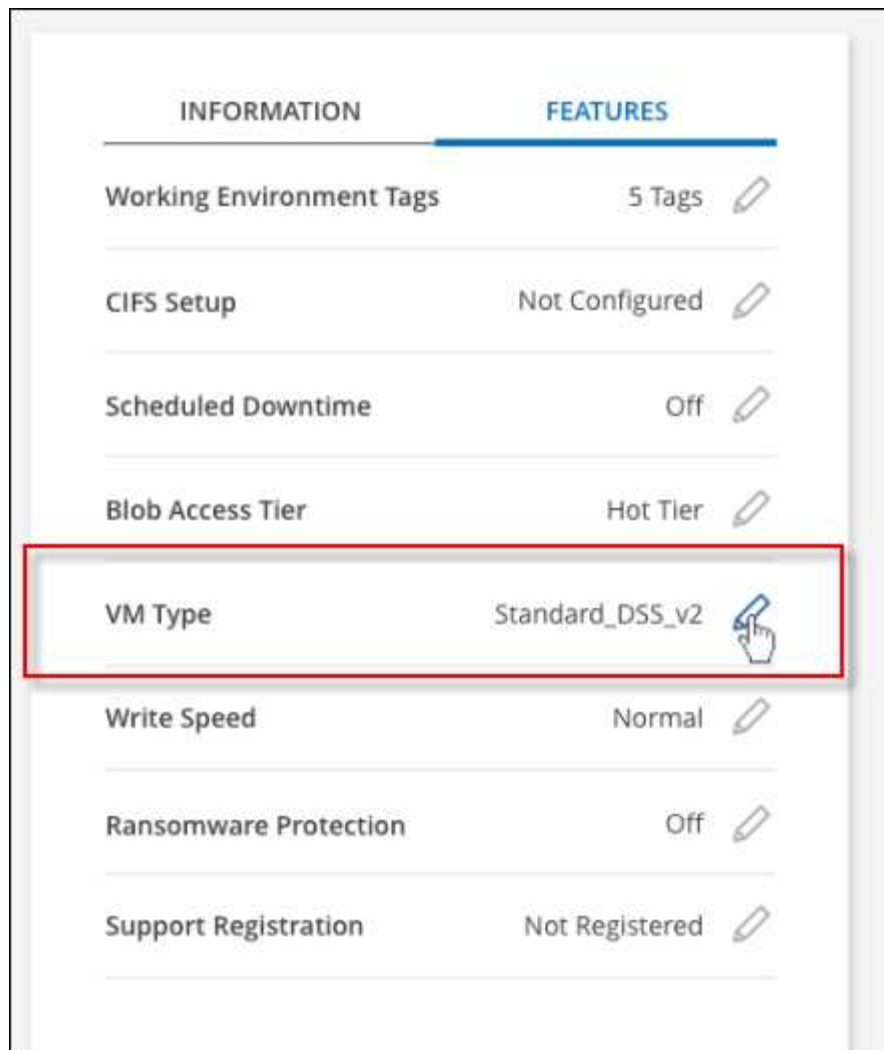 INFORMATION FEATURES
Working Environment Tags 5 Tags
CIFS Setup Not Configured
Scheduled Downtime Off
Blob Access Tier Hot Tier
VM Type Standard_DSS_v2
Write Speed Normal
Ransomware Protection Off
Support Registration Not Registered